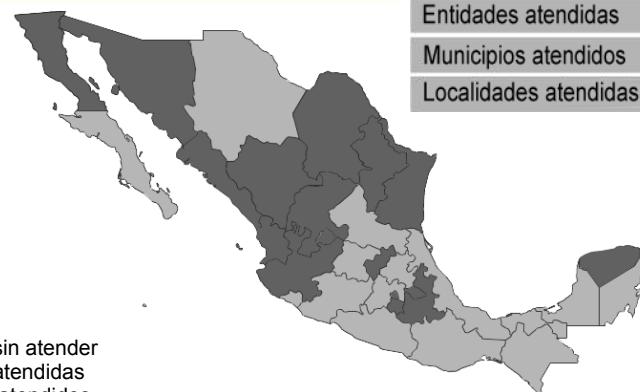 Entidades atendidas
Municipios atendidos
Localidades atendidas
sin atender
atendidas